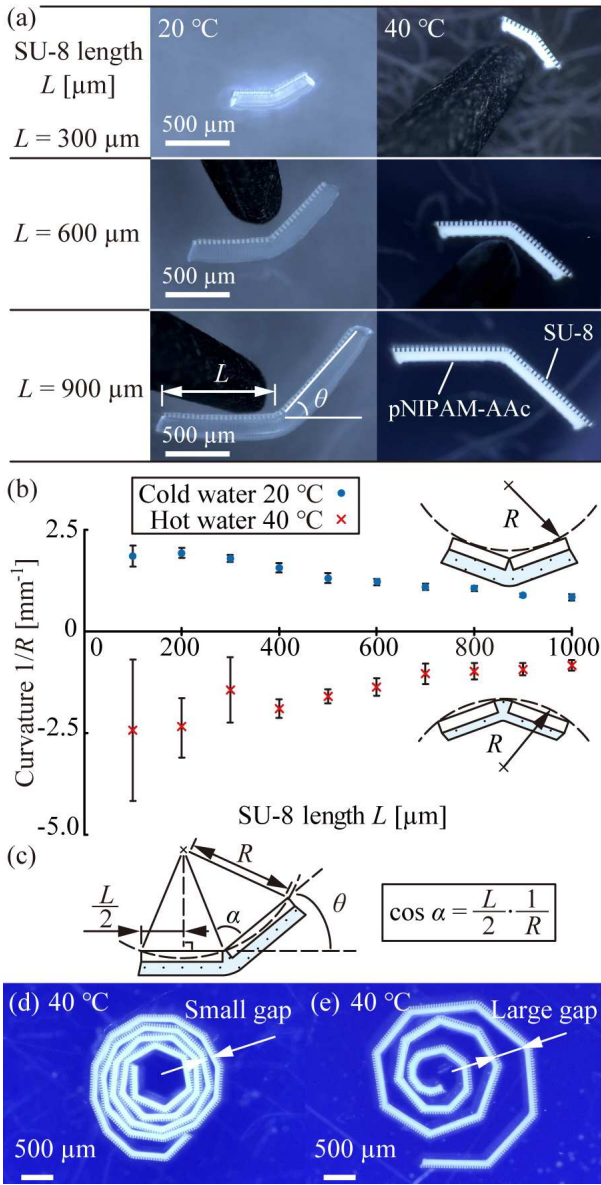 (a)
SU-8 length
L [µm]
20 °C
40 °C
L = 300 µm
500 µm
L = 600 µm
500 µm
L = 900 µm
L
θ
500 µm
SU-8
pNIPAM-AAc
(b)
Cold water 20 °C
Hot water 40 °C
R
Curvature 1/R [mm⁻¹]
2.5
0
-2.5
-5.0
200 400 600 800 1000
R
SU-8 length L [µm]
(c)
L/2
R
α
θ
cos α = L/2 · 1/R
(d) 40 °C
Small gap
500 µm
(e) 40 °C
Large gap
500 µm